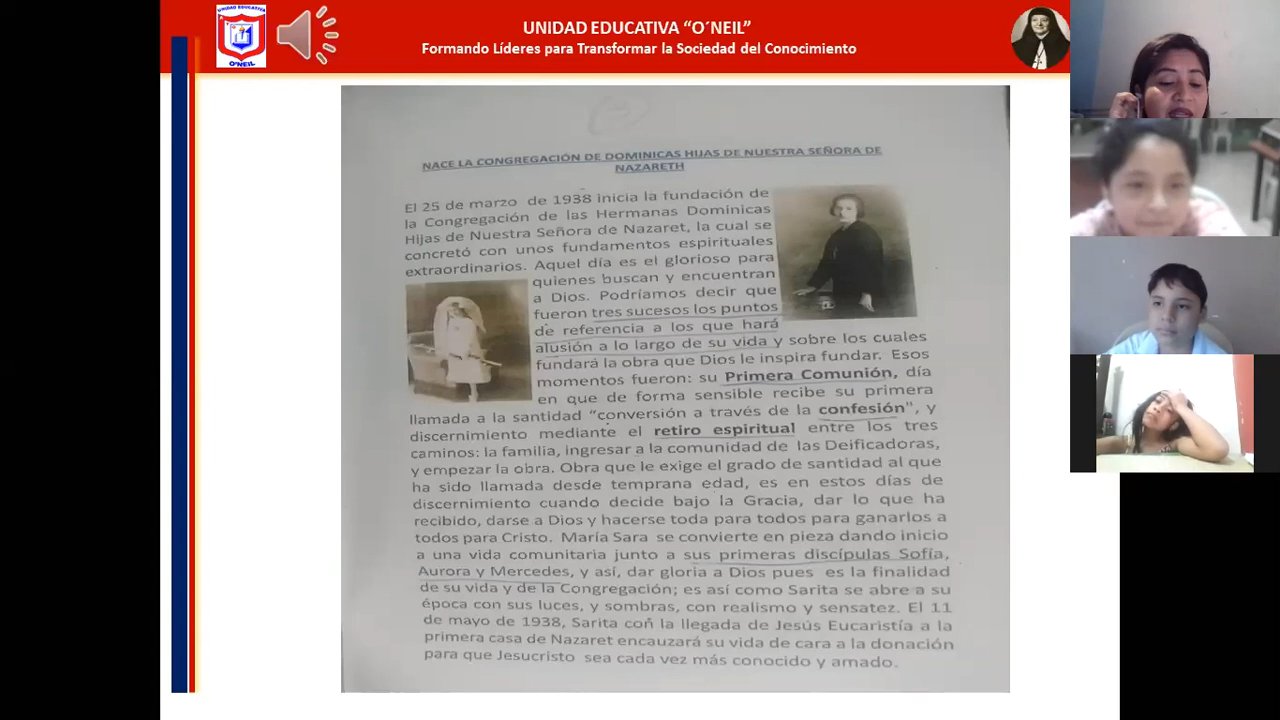 UNIDAD EDUCATIVA
O'NEIL
UNIDAD EDUCATIVA “O´NEIL”
Formando Líderes para Transformar la Sociedad del Conocimiento
NACE LA CONGREGACIÓN DE DOMINICAS HIJAS DE NUESTRA SEÑORA DE
NAZARETH
El 25 de marzo de 1938 inicia la fundación de
la Congregación de las Hermanas Dominicas
Hijas de Nuestra Señora de Nazaret, la cual se
concretó con unos fundamentos espirituales
extraordinarios. Aquel día es el glorioso para
quienes buscan y encuentran
a Dios. Podríamos decir que
fueron tres sucesos los puntos
de referencia a los que hará
alusión a lo largo de su vida y sobre los cuales
fundará la obra que Dios le inspira fundar. Esos
momentos fueron: su Primera Comunión, día
en que de forma sensible recibe su primera
llamada a la santidad “conversión a través de la confesión", y
discernimiento mediante el retiro espiritual entre los tres
caminos: la familia, ingresar a la comunidad de las Deificadoras,
y empezar la obra. Obra que le exige el grado de santidad al que
ha sido llamada desde temprana edad, es en estos días de
discernimiento cuando decide bajo la Gracia, dar lo que ha
recibido, darse a Dios y hacerse toda para todos para ganarlos a
todos para Cristo. María Sara se convierte en pieza dando inicio
a una vida comunitaria junto a sus primeras discípulas Sofía,
Aurora y Mercedes, y así, dar gloria a Dios pues es la finalidad
de su vida y de la Congregación; es así como Sarita se abre a su
época con sus luces, y sombras, con realismo y sensatez. El 11
de mayo de 1938, Sarita con la llegada de Jesús Eucaristía a la
primera casa de Nazaret encauzará su vida de cara a la donación
para que Jesucristo sea cada vez más conocido y amado.